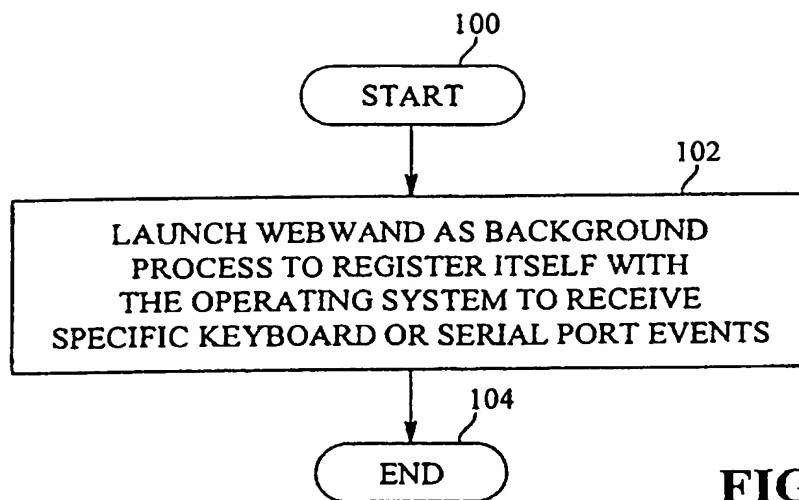 100
START
102
LAUNCH WEBWAND AS BACKGROUND
PROCESS TO REGISTER ITSELF WITH
THE OPERATING SYSTEM TO RECEIVE
SPECIFIC KEYBOARD OR SERIAL PORT EVENTS
104
END
FIG